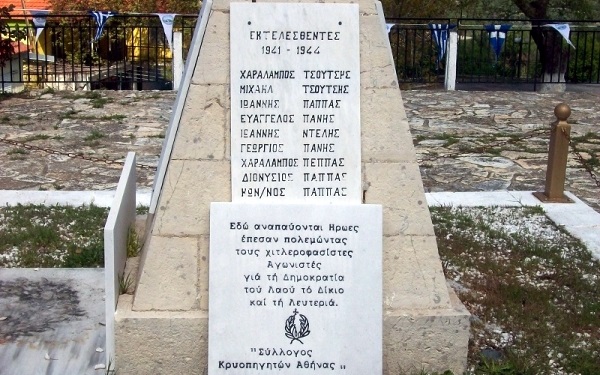 ΕΚΤΕΛΕΣΘΕΝΤΕΣ
1941 - 1944
ΧΑΡΑΛΑΜΠΟΣ ΤΣΟΥΤΣΗΣ
ΜΙΧΑΗΛ ΤΣΟΥΤΣΗΣ
ΙΩΑΝΝΗΣ ΠΑΠΠΑΣ
ΕΥΑΓΓΕΛΟΣ ΠΑΝΗΣ
ΙΩΑΝΝΗΣ ΝΤΕΛΗΣ
ΓΕΩΡΓΙΟΣ ΠΑΝΗΣ
ΧΑΡΑΛΑΜΠΟΣ ΠΕΠΠΑΣ
ΔΙΟΝΥΣΙΟΣ ΠΑΠΠΑΣ
ΚΩΝ/ΝΟΣ ΠΑΠΠΑΣ
Εδώ αναπαύονται Ηρωες
έπεσαν πολεμώντας
τους χιτλεροφασίστες
Αγωνιστές
γιά τή Δημοκρατία
τού Λαού τό Δίκιο
καί τή Λευτεριά.
"Σύλλογος
Κρυοπηγητών Αθήνας"